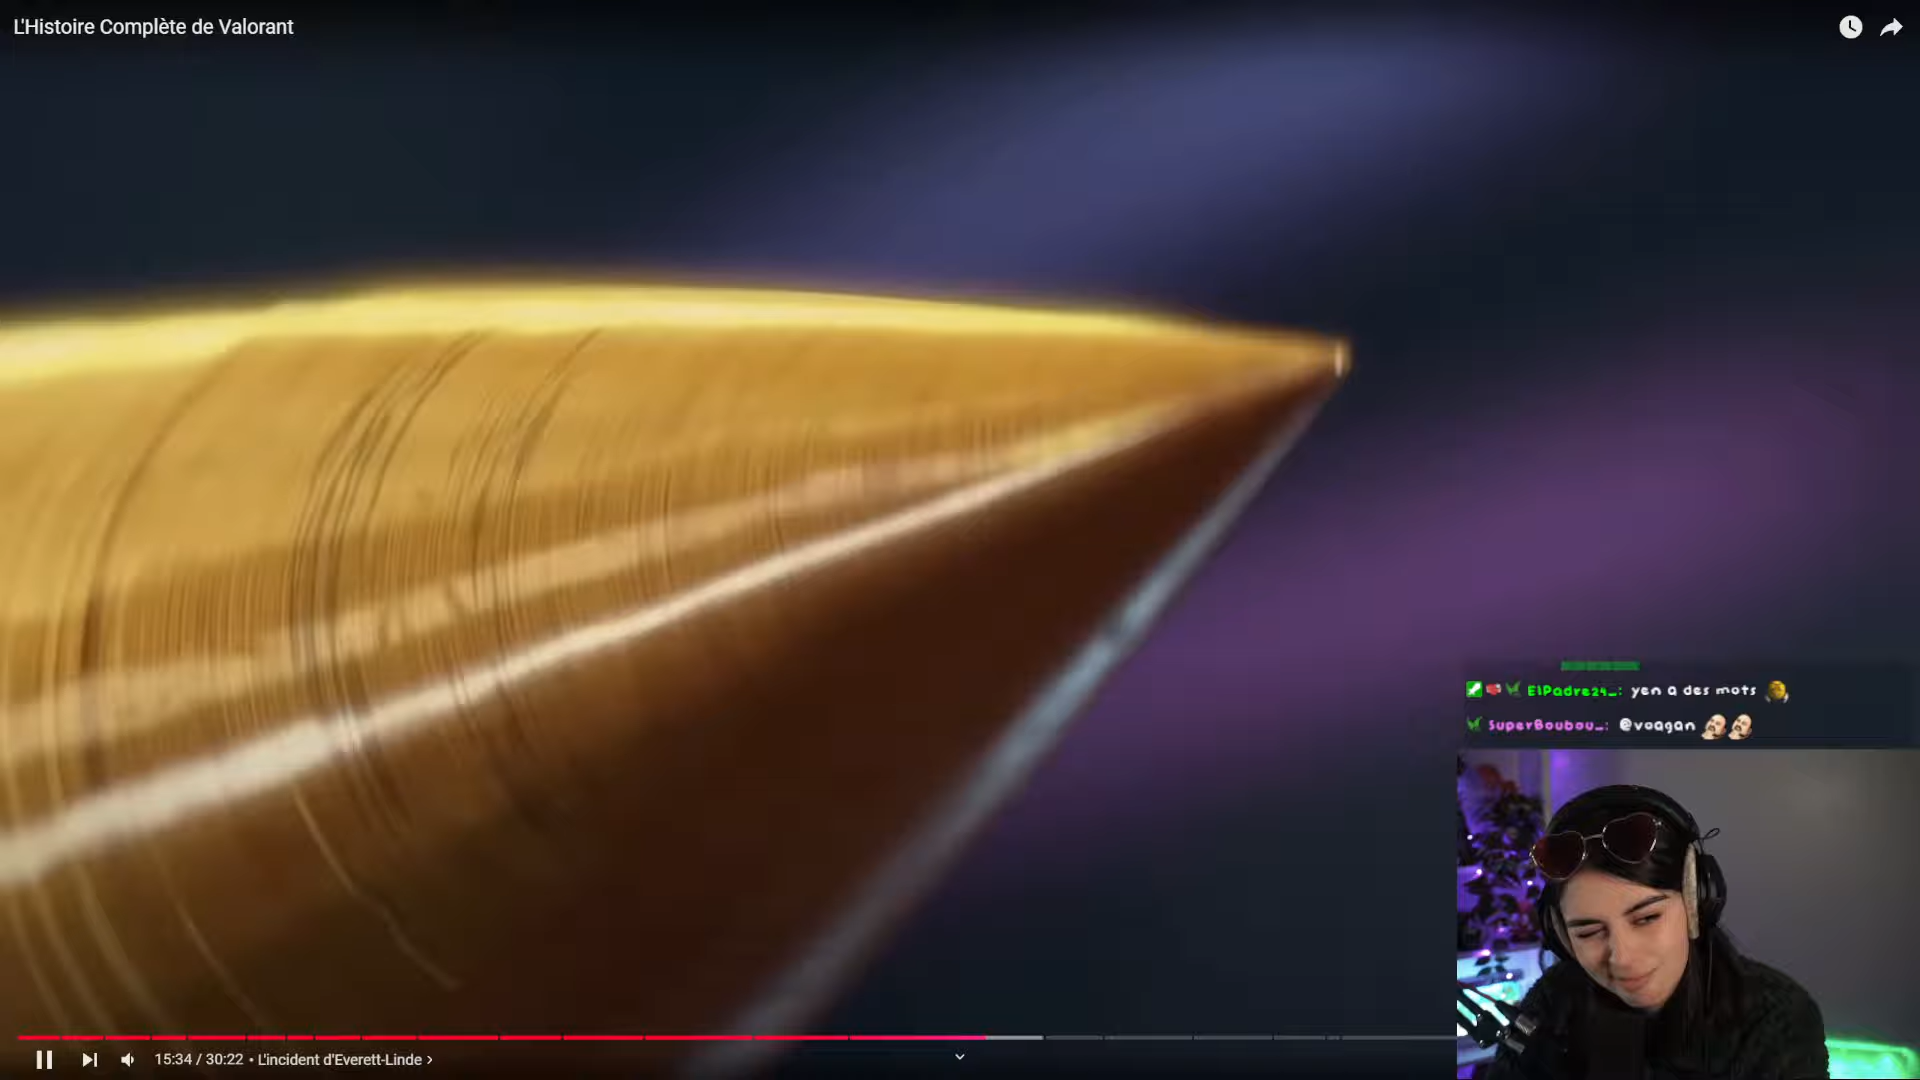 L'Histoire Complète de Valorant
ElPadre24_: yen a des mots
SuperBoubou_: @voagan
15:34 / 30:22 • L'incident d'Everett-Linde ›